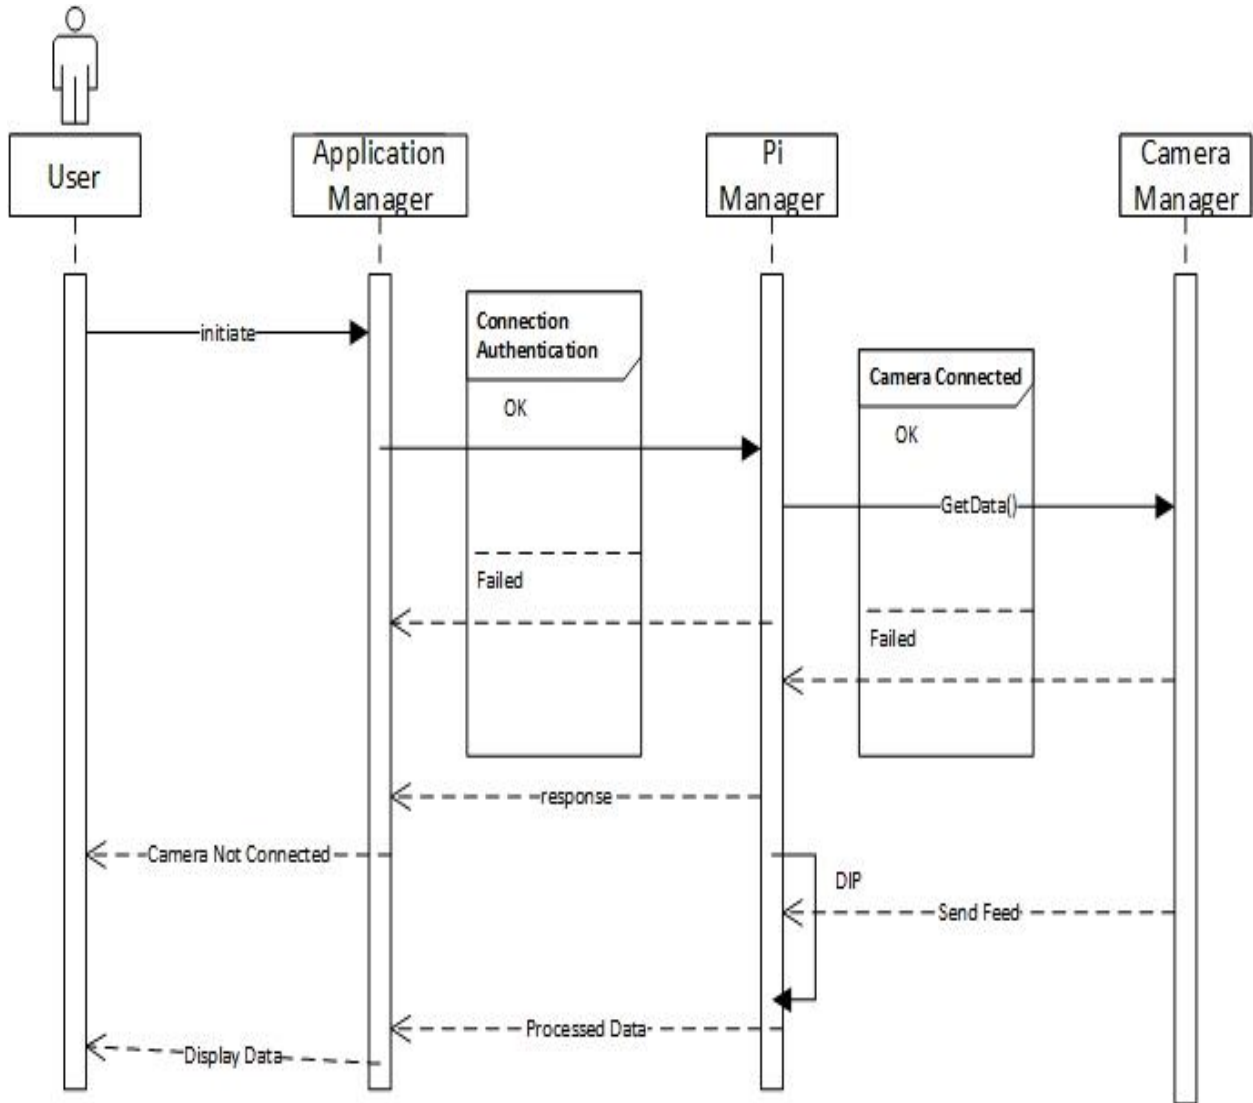 User
Application
Manager
Pi
Manager
Camera
Manager
initiate
Connection
Authentication
OK
Camera Connected
OK
GetData()
Failed
Failed
response
Camera Not Connected
DIP
Send Feed
Processed Data
Display Data